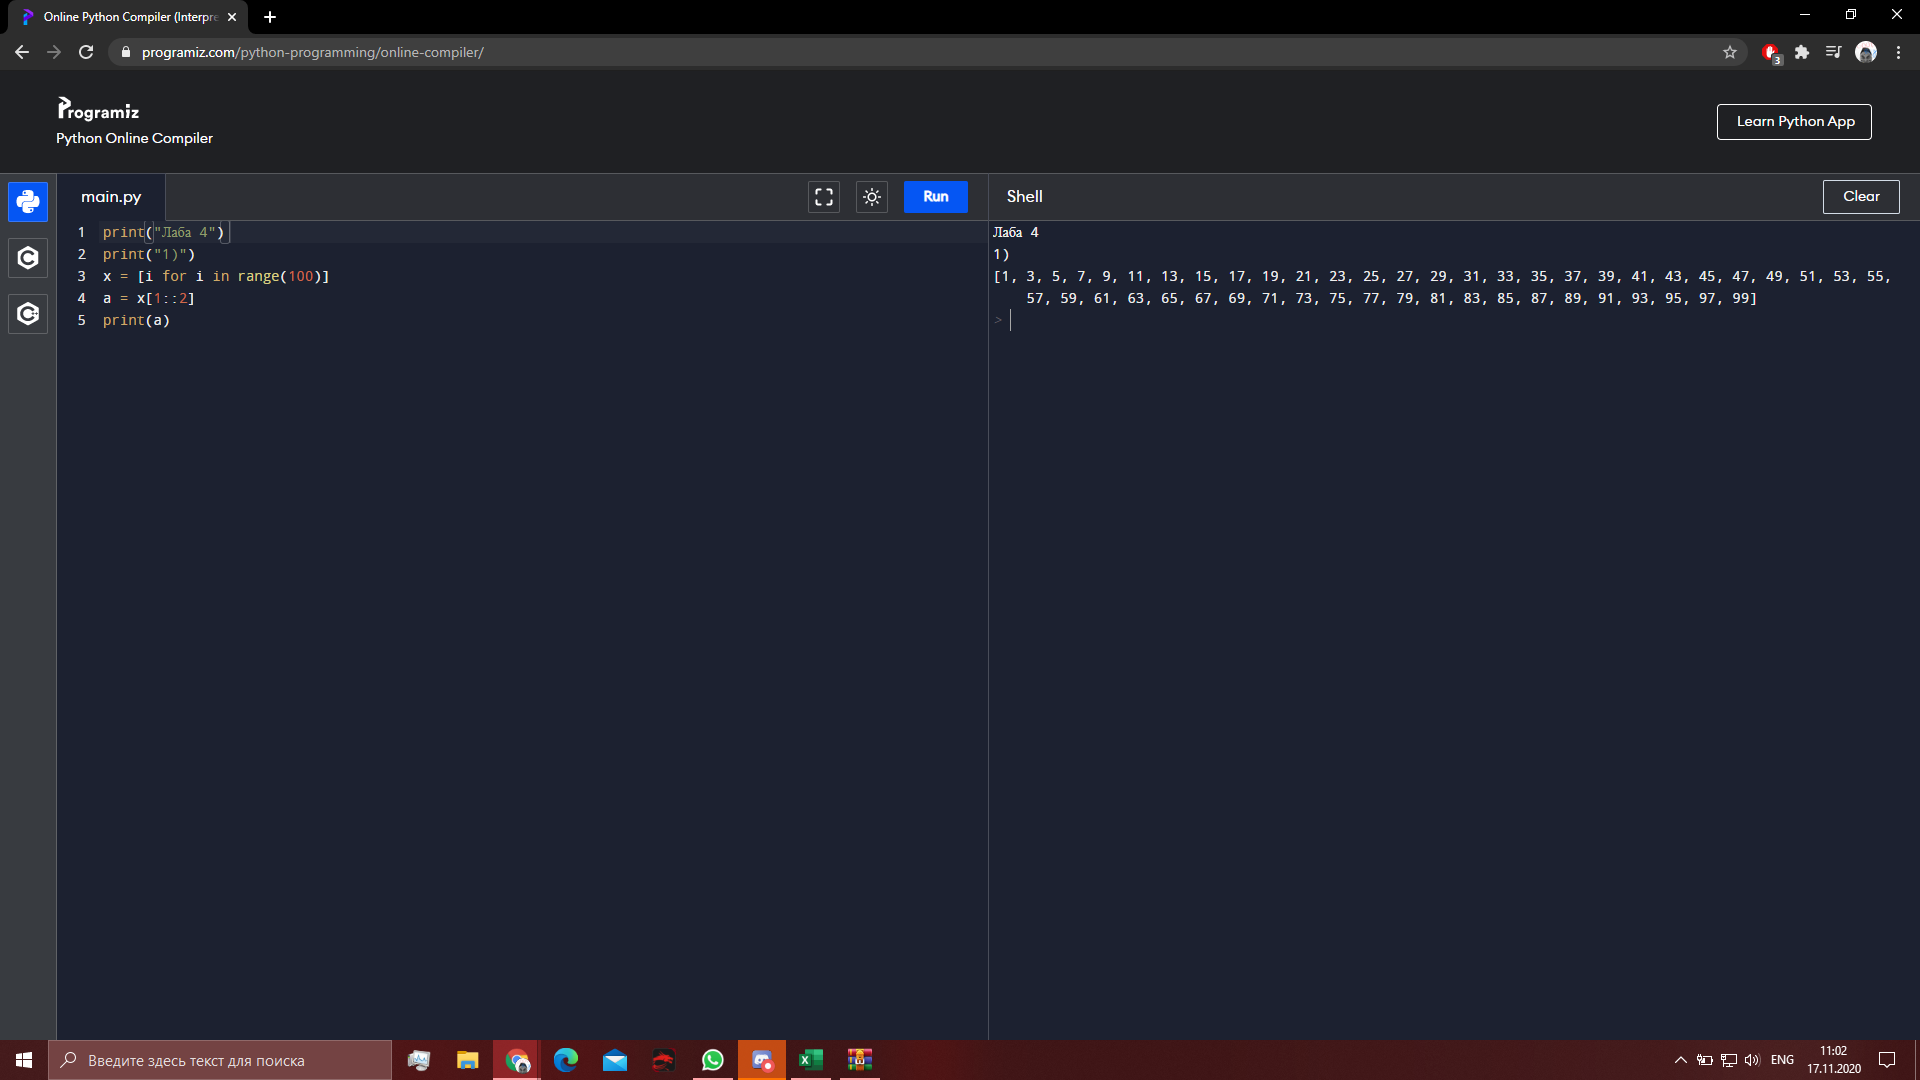 Online Python Compiler (Interpre
programiz.com/python-programming/online-compiler/
3
Programiz
Python Online Compiler
Learn Python App
main.py
Run
Shell
Clear
1 print("Лаба 4")
2 print("1)")
3 x = [i for i in range(100)]
4 a = x[1::2]
5 print(a)
Лаба 4
1)
[1, 3, 5, 7, 9, 11, 13, 15, 17, 19, 21, 23, 25, 27, 29, 31, 33, 35, 37, 39, 41, 43, 45, 47, 49, 51, 53, 55,
57, 59, 61, 63, 65, 67, 69, 71, 73, 75, 77, 79, 81, 83, 85, 87, 89, 91, 93, 95, 97, 99]
>
Введите здесь текст для поиска
ENG
11:02
17.11.2020